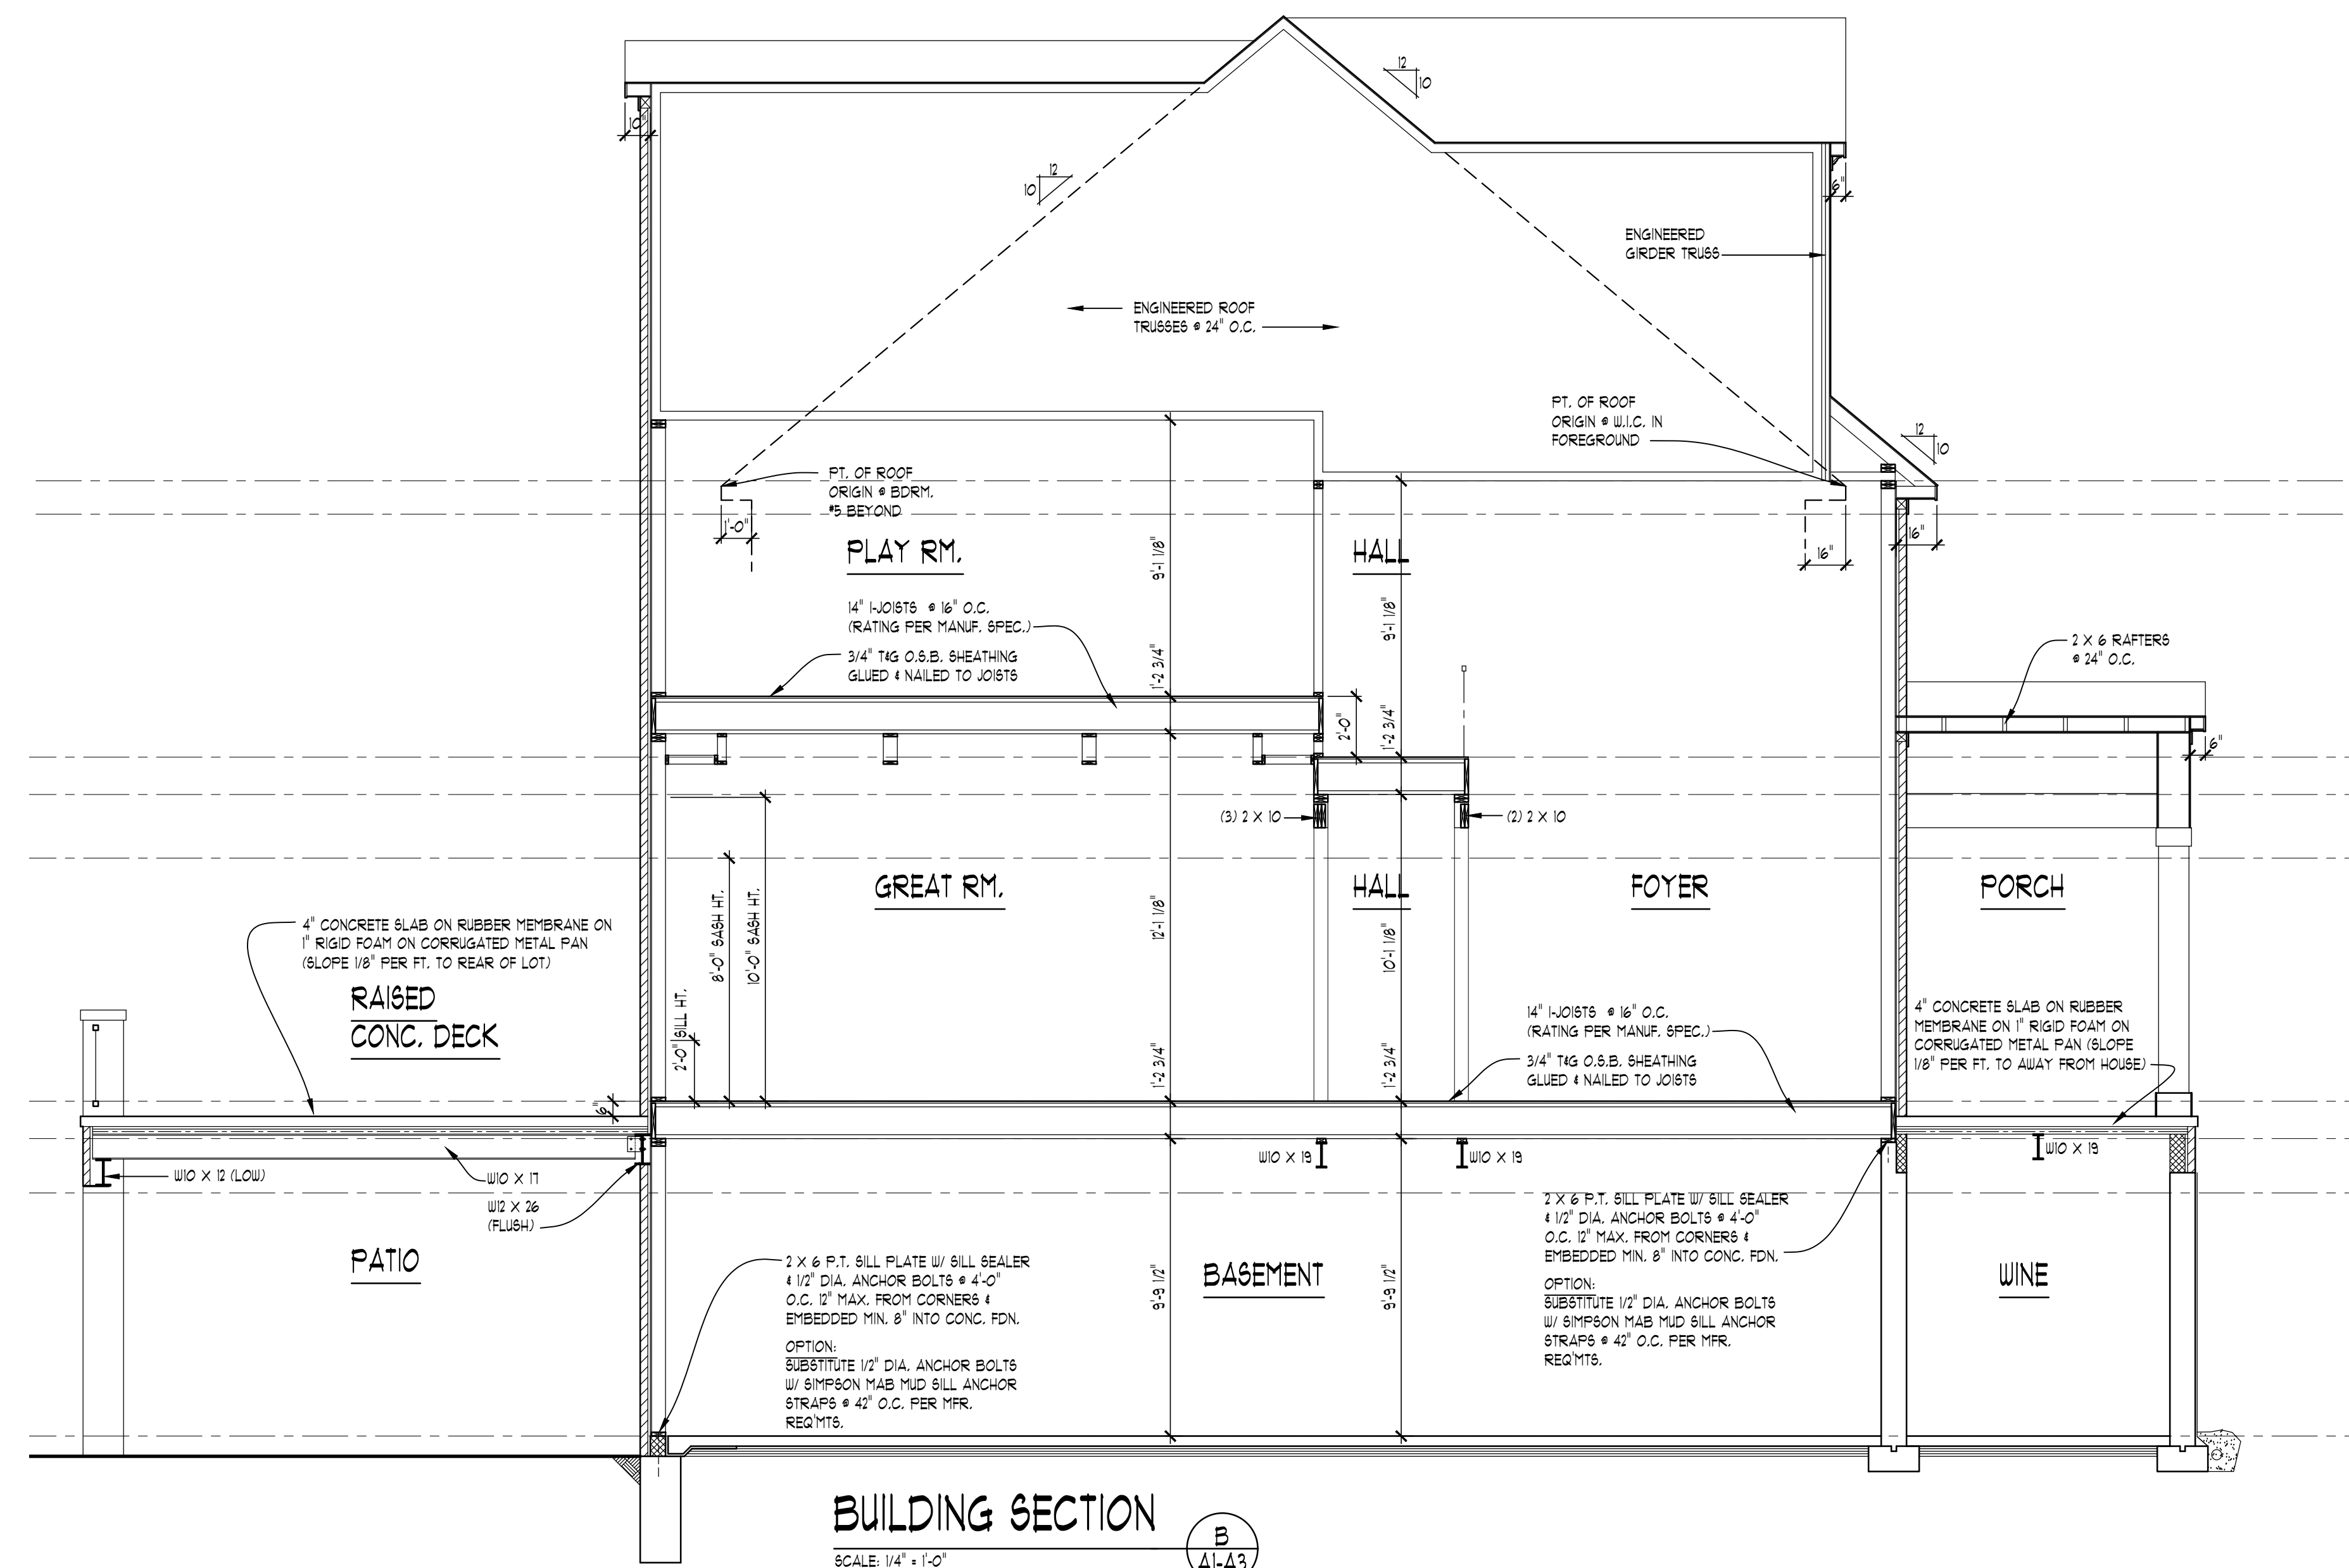 12
10
10"
12
10
6"
ENGINEERED
GIRDER TRUSS
ENGINEERED ROOF
TRUSSES @ 24" O.C.
PT. OF ROOF
ORIGIN @ W.I.C. IN
FOREGROUND
12
10
PT. OF ROOF
ORIGIN @ BDRM.
#5 BEYOND
1'-0"
16"
16"
PLAY RM.
HALL
9'-1 1/8"
9'-1 1/8"
14" I-JOISTS @ 16" O.C.
(RATING PER MANUF. SPEC.)
3/4" T&G O.S.B. SHEATHING
GLUED & NAILED TO JOISTS
1'-2 3/4"
2'-0"
1'-2 3/4"
2 X 6 RAFTERS
@ 24" O.C.
6"
(3) 2 X 10
(2) 2 X 10
GREAT RM.
HALL
FOYER
PORCH
2'-0" SILL HT.
8'-0" SASH HT.
10'-0" SASH HT.
12'-1 1/8"
10'-1 1/8"
4" CONCRETE SLAB ON RUBBER MEMBRANE ON
1" RIGID FOAM ON CORRUGATED METAL PAN
(SLOPE 1/8" PER FT. TO REAR OF LOT)
RAISED
CONC. DECK
1'-2 3/4"
1'-2 3/4"
14" I-JOISTS @ 16" O.C.
(RATING PER MANUF. SPEC.)
3/4" T&G O.S.B. SHEATHING
GLUED & NAILED TO JOISTS
4" CONCRETE SLAB ON RUBBER
MEMBRANE ON 1" RIGID FOAM ON
CORRUGATED METAL PAN (SLOPE
1/8" PER FT. TO AWAY FROM HOUSE)
6"
W10 X 12 (LOW)
W10 X 17
W12 X 26
(FLUSH)
W10 X 19
W10 X 19
W10 X 19
PATIO
2 X 6 P.T. SILL PLATE W/ SILL SEALER
& 1/2" DIA. ANCHOR BOLTS @ 4'-0"
O.C. 12" MAX. FROM CORNERS &
EMBEDDED MIN. 8" INTO CONC. FDN.
OPTION:
SUBSTITUTE 1/2" DIA. ANCHOR BOLTS
W/ SIMPSON MAB MUD SILL ANCHOR
STRAPS @ 42" O.C. PER MFR.
REQ'MTS.
9'-9 1/2"
BASEMENT
9'-9 1/2"
2 X 6 P.T. SILL PLATE W/ SILL SEALER
& 1/2" DIA. ANCHOR BOLTS @ 4'-0"
O.C. 12" MAX. FROM CORNERS &
EMBEDDED MIN. 8" INTO CONC. FDN.
OPTION:
SUBSTITUTE 1/2" DIA. ANCHOR BOLTS
W/ SIMPSON MAB MUD SILL ANCHOR
STRAPS @ 42" O.C. PER MFR.
REQ'MTS.
WINE
BUILDING SECTION
SCALE: 1/4" = 1'-0"
B
A1-A3